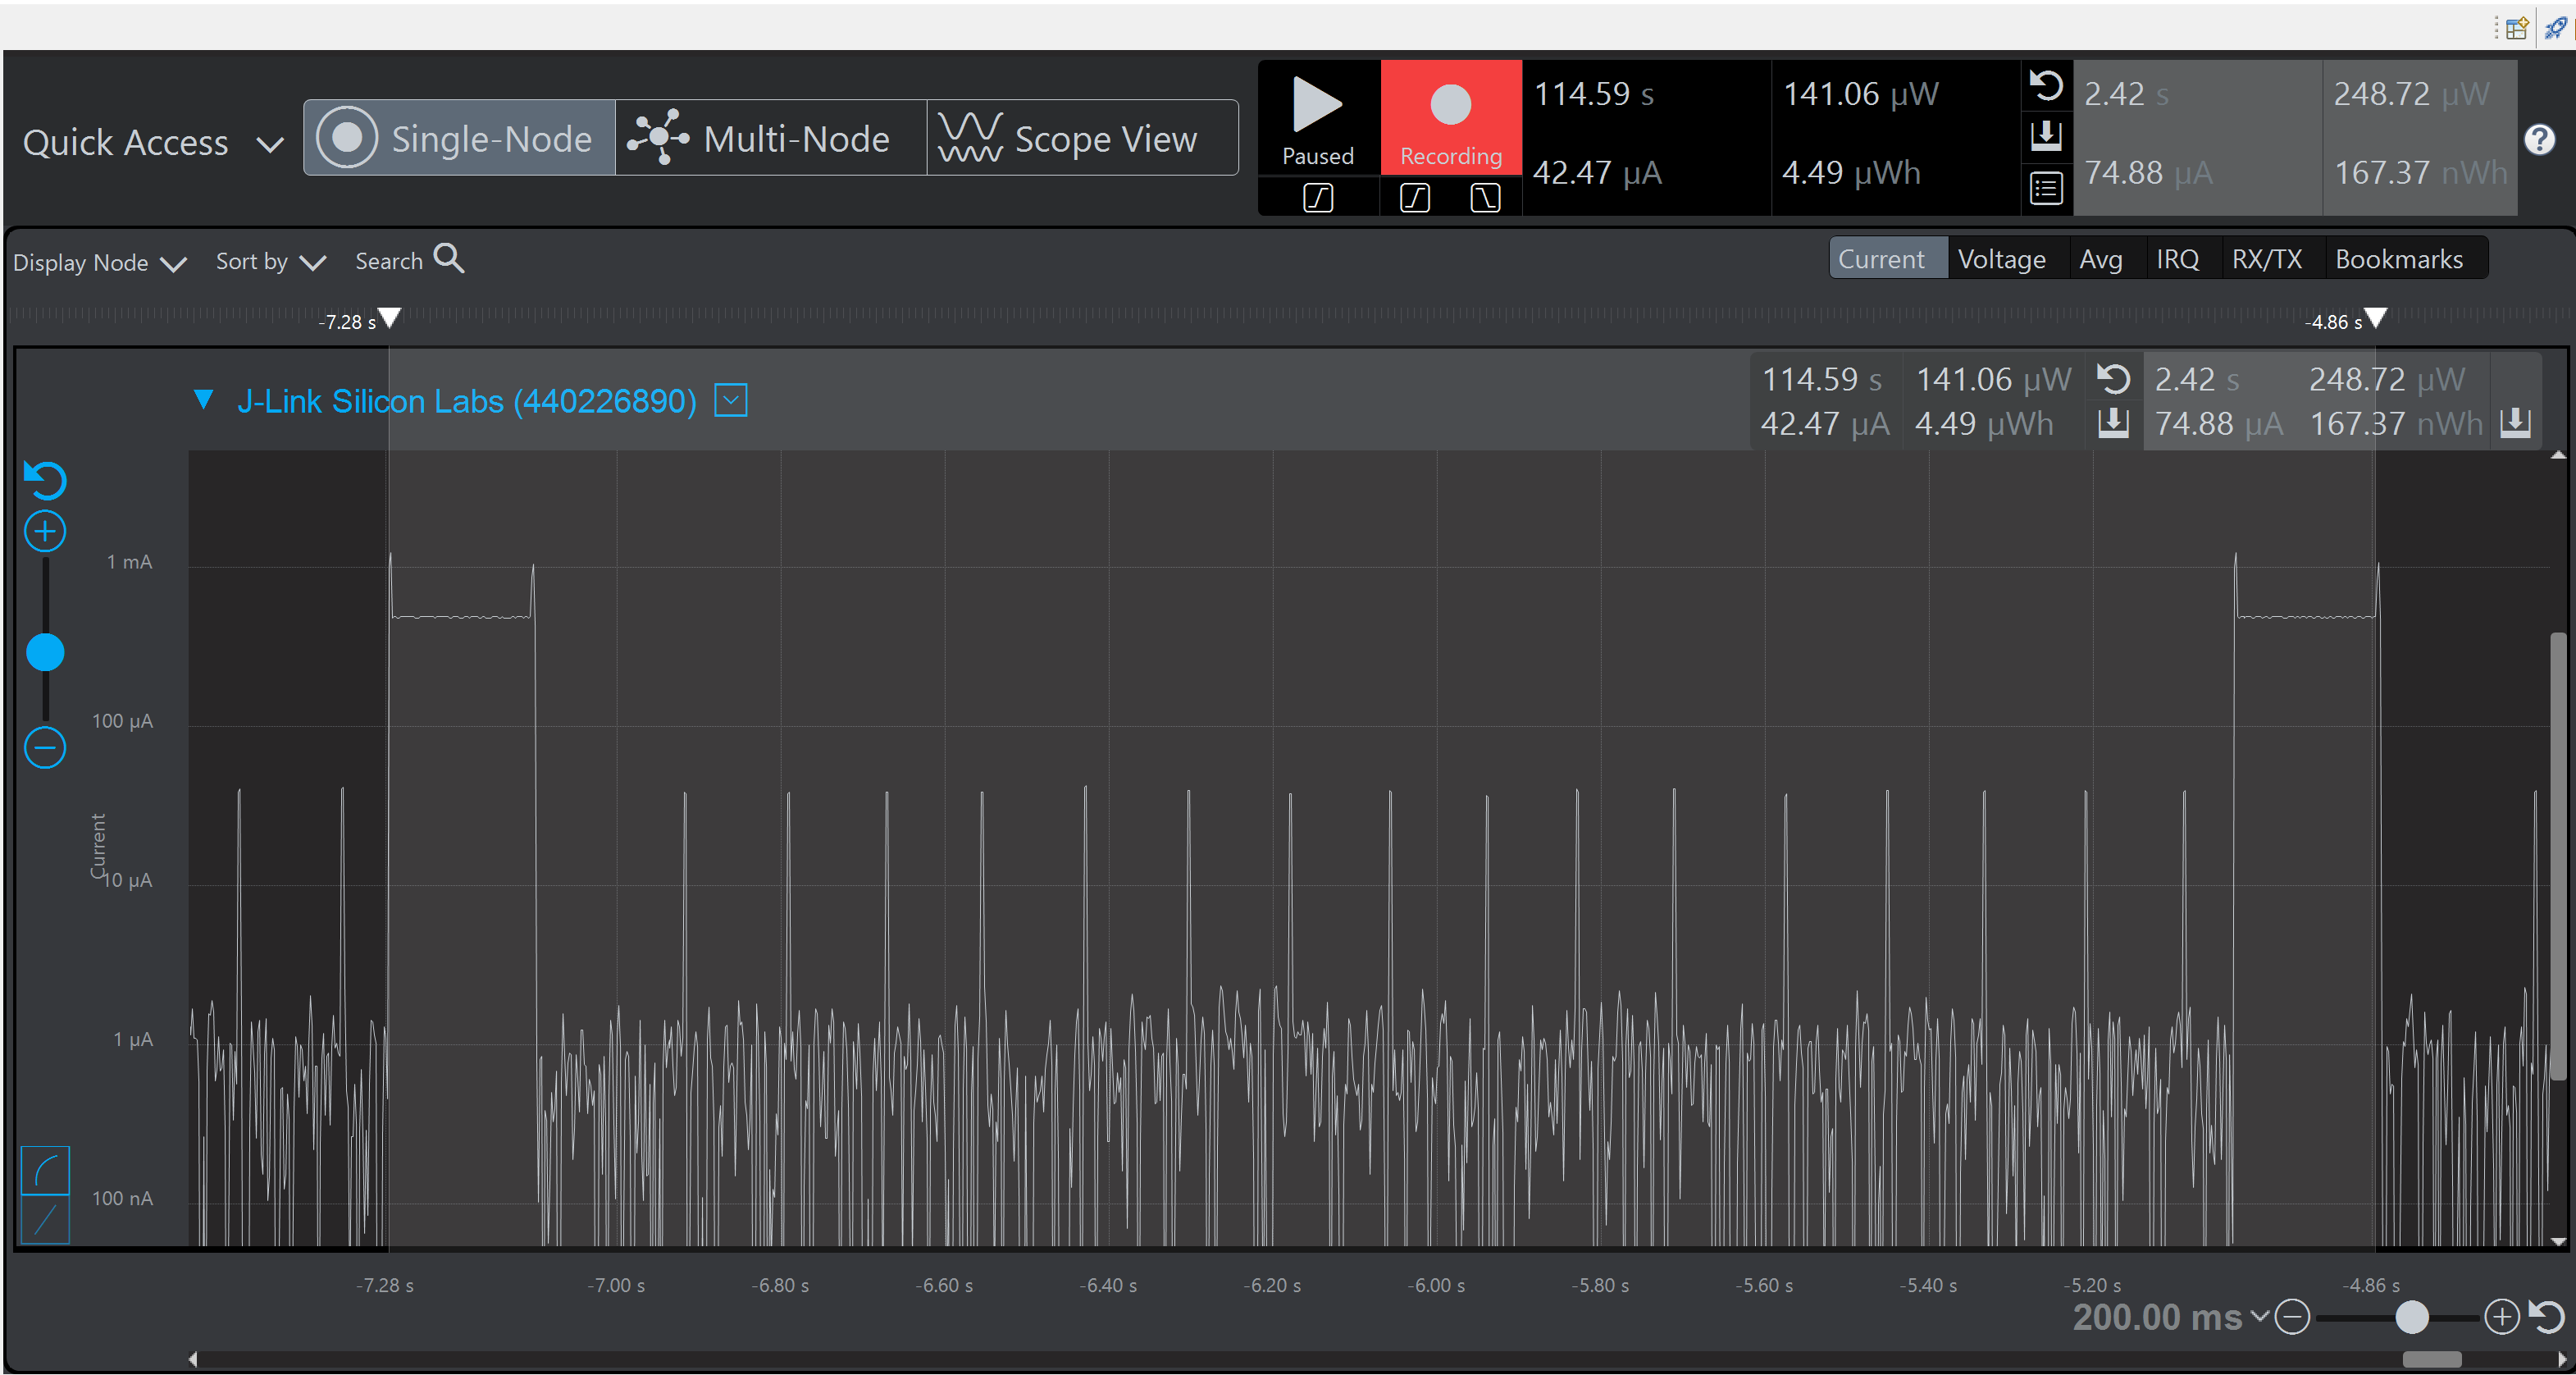 Quick Access
Single-Node
Multi-Node
Scope View
Paused
Recording
114.59 s
141.06 µW
42.47 µA
4.49 µWh
2.42 s
248.72 µW
74.88 µA
167.37 nWh
Display Node
Sort by
Search
Current
Voltage
Avg
IRQ
RX/TX
Bookmarks
-7.28 s
-4.86 s
J-Link Silicon Labs (440226890)
114.59 s
141.06 µW
2.42 s
248.72 µW
42.47 µA
4.49 µWh
74.88 µA
167.37 nWh
1 mA
100 µA
Current
10 µA
1 µA
100 nA
-7.28 s
-7.00 s
-6.80 s
-6.60 s
-6.40 s
-6.20 s
-6.00 s
-5.80 s
-5.60 s
-5.40 s
-5.20 s
-4.86 s
200.00 ms